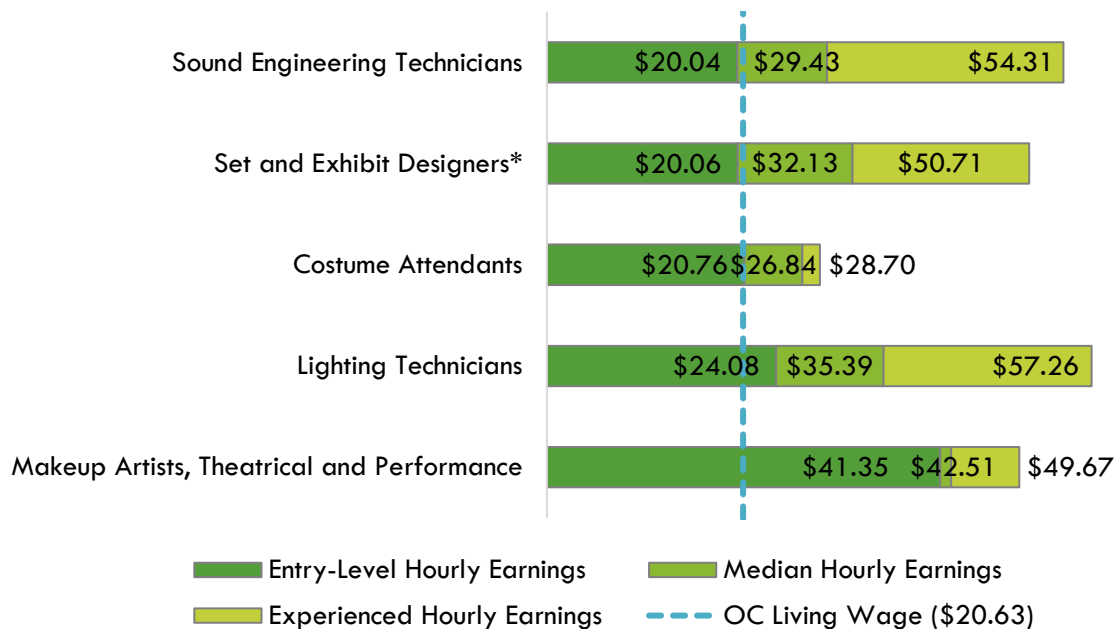 Sound Engineering Technicians $20.04 $29.43 $54.31
Set and Exhibit Designers* $20.06 $32.13 $50.71
Costume Attendants $20.76 $26.84 $28.70
Lighting Technicians $24.08 $35.39 $57.26
Makeup Artists, Theatrical and Performance $41.35 $42.51 $49.67
Entry-Level Hourly Earnings Median Hourly Earnings
Experienced Hourly Earnings OC Living Wage ($20.63)